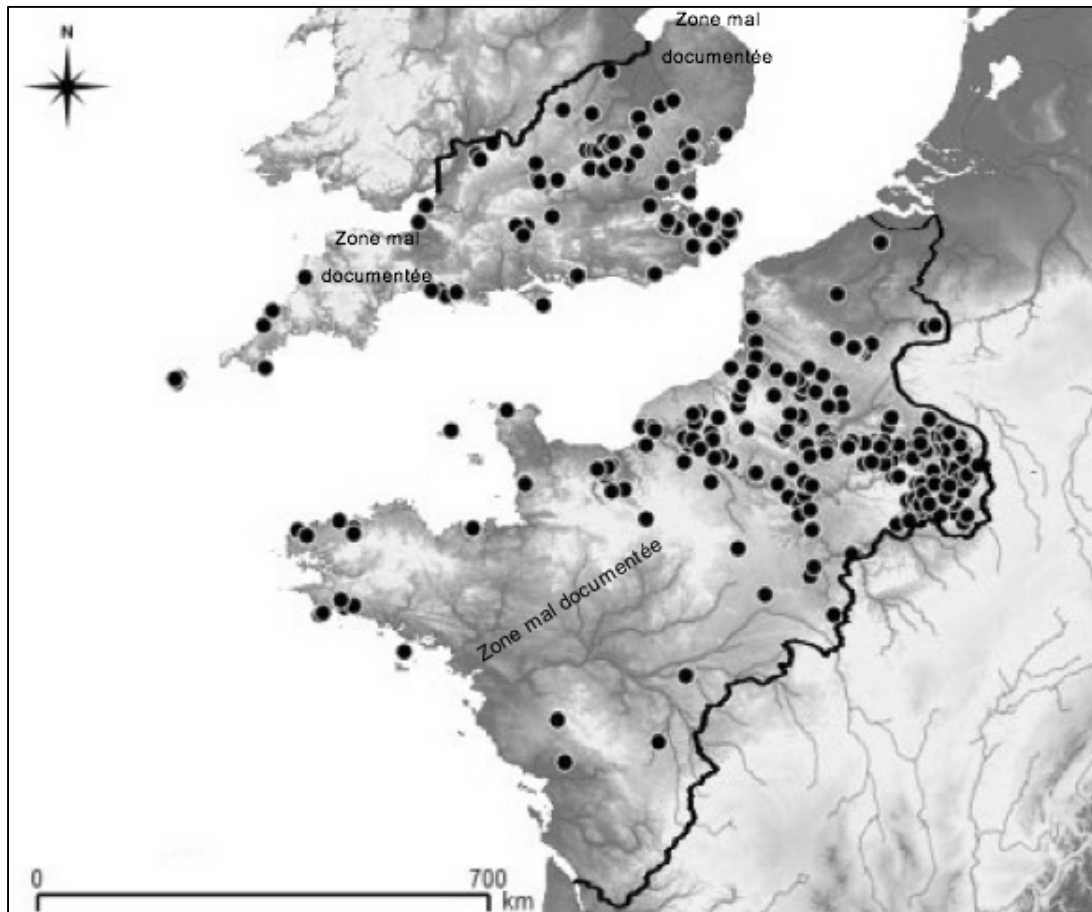 N
Zone mal
documentée
Zone mal
documentée
Zone mal documentée
0 700
km